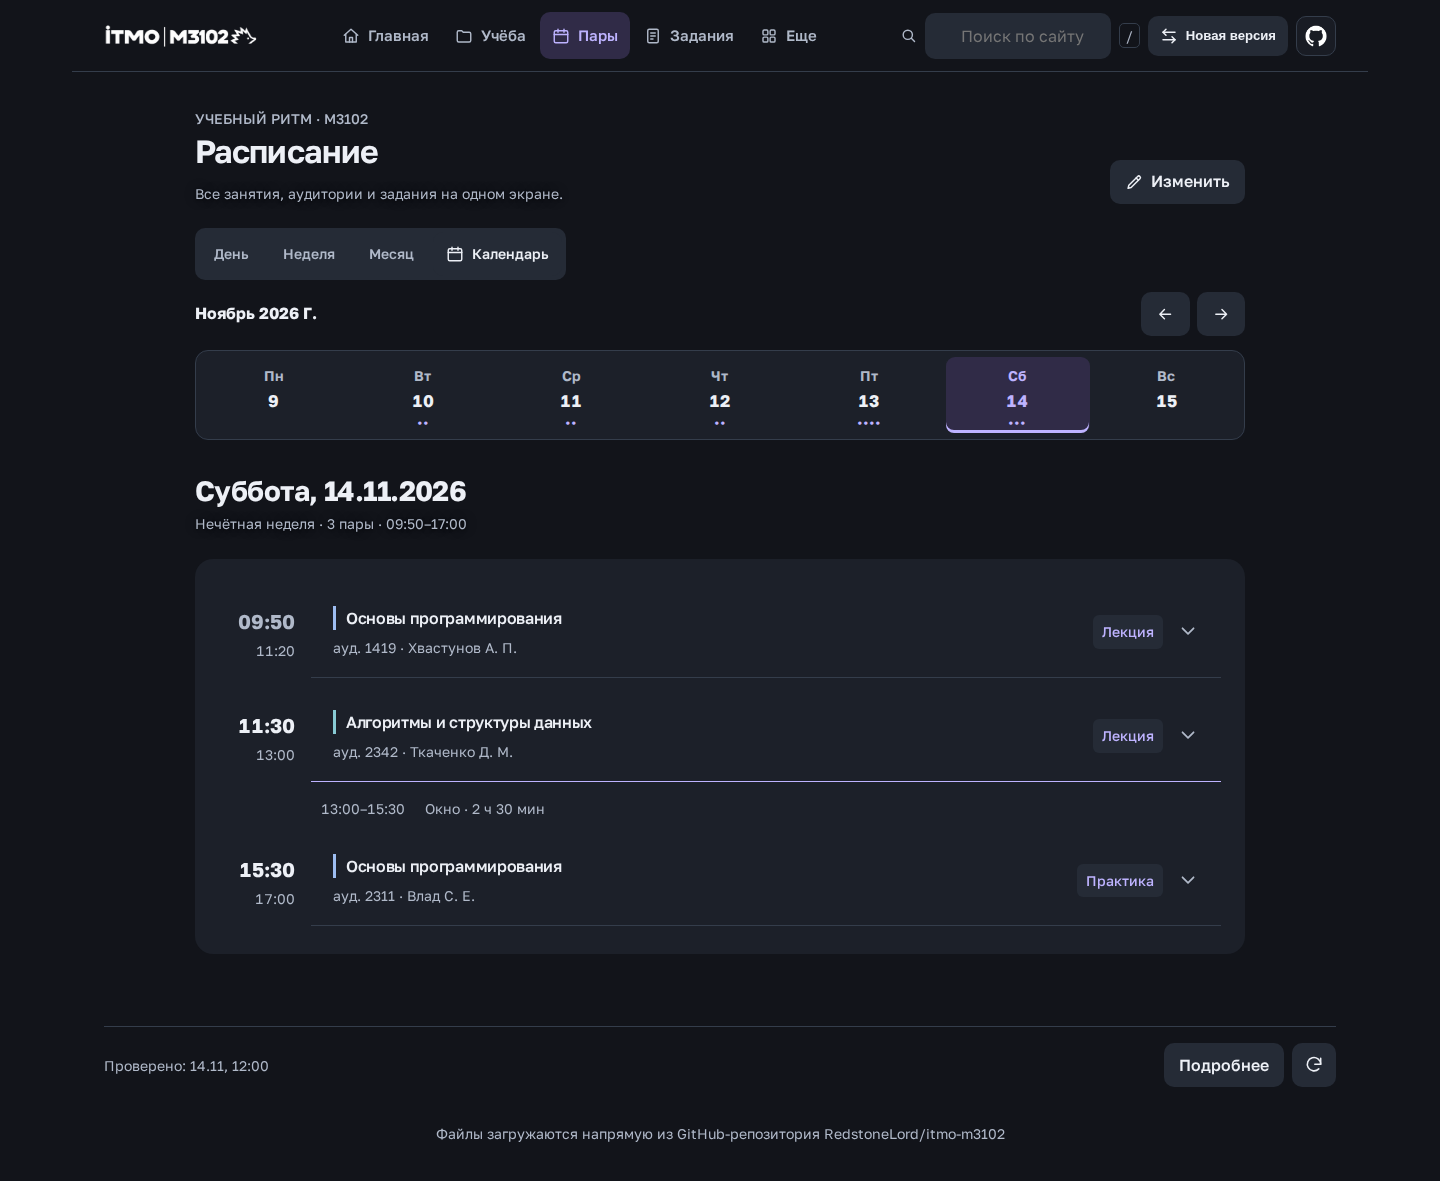 iTMO | M3102
Главная
Учёба
Пары
Задания
Еще
Поиск по сайту
/
Новая версия
УЧЕБНЫЙ РИТМ · M3102
Расписание
Все занятия, аудитории и задания на одном экране.
Изменить
День
Неделя
Месяц
Календарь
Ноябрь 2026 Г.
← →
Пн Вт Ср Чт Пт Сб Вс
9 10 11 12 13 14 15
Суббота, 14.11.2026
Нечётная неделя · 3 пары · 09:50–17:00
09:50 Основы программирования Лекция
11:20 ауд. 1419 · Хвастунов А. П.
11:30 Алгоритмы и структуры данных Лекция
13:00 ауд. 2342 · Ткаченко Д. М.
13:00–15:30 Окно · 2 ч 30 мин
15:30 Основы программирования Практика
17:00 ауд. 2311 · Влад С. Е.
Проверено: 14.11, 12:00
Подробнее
Файлы загружаются напрямую из GitHub-репозитория RedstoneLord/itmo-m3102